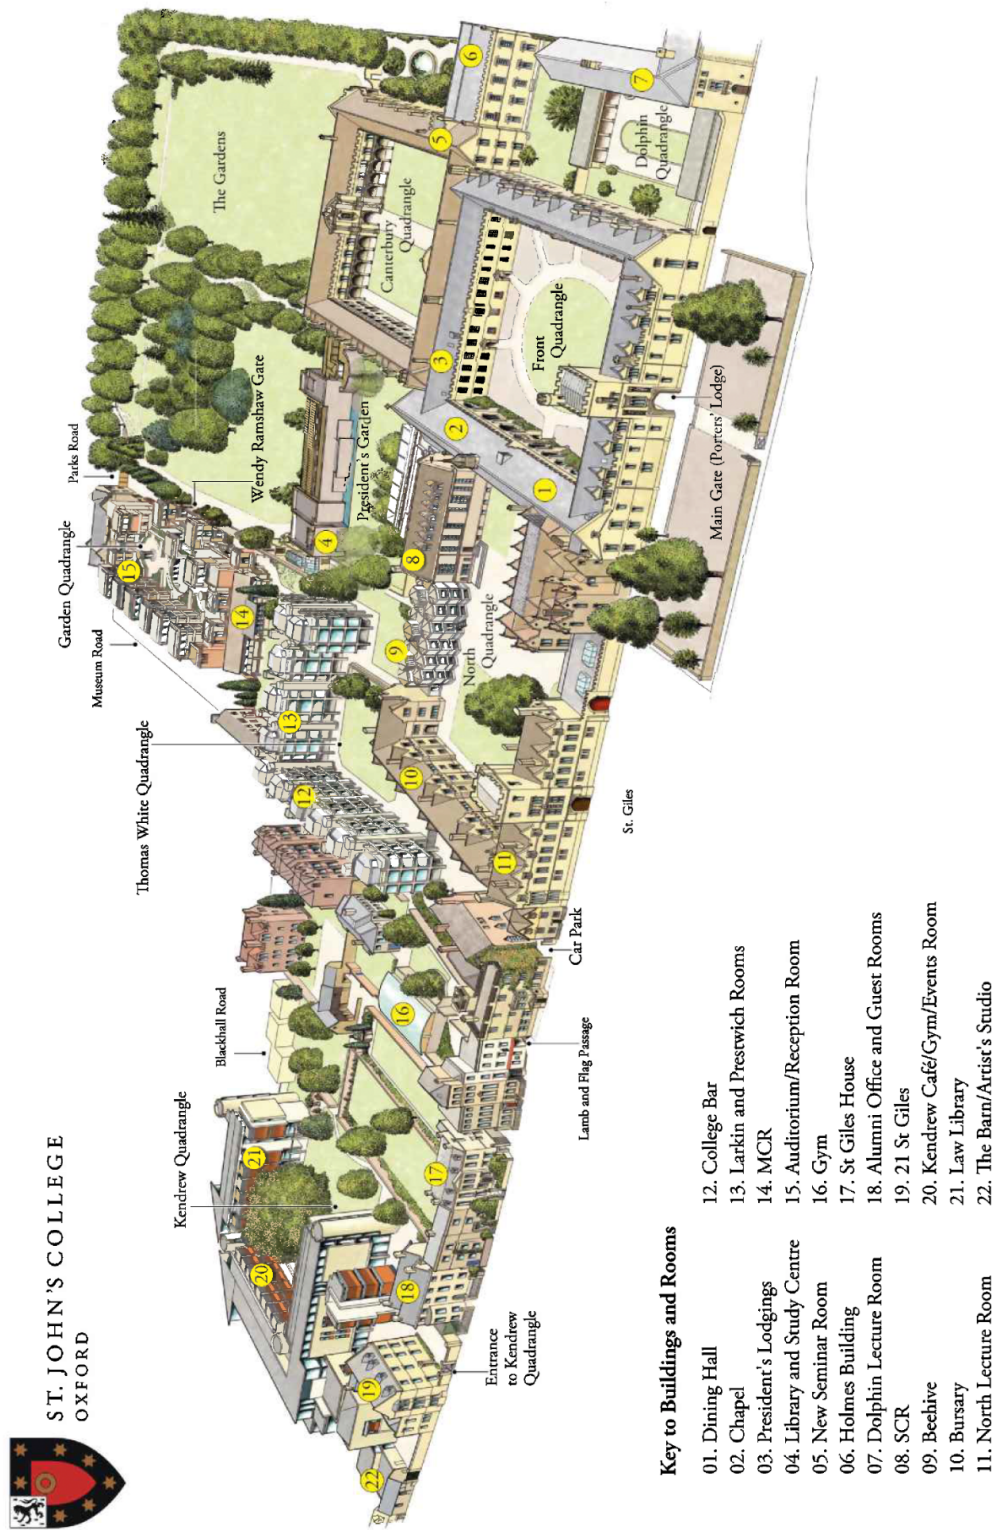 ST. JOHN'S COLLEGE
OXFORD
Kendrew Quadrangle
Blackhall Road
Thomas White Quadrangle
Museum Road
Garden Quadrangle
Parks Road
Wendy Ramshaw Gate
The Gardens
President's Garden
Canterbury
Quadrangle
Front
Quadrangle
Dolphin
Quadrangle
North
Quadrangle
Main Gate (Porters' Lodge)
St. Giles
Car Park
Lamb and Flag Passage
Entrance
to Kendrew
Quadrangle
22
19
18
20
21
17
16
11
10
12
13
14
15
9
8
4
1
2
3
5
6
7
Key to Buildings and Rooms
01. Dining Hall
02. Chapel
03. President's Lodgings
04. Library and Study Centre
05. New Seminar Room
06. Holmes Building
07. Dolphin Lecture Room
08. SCR
09. Beehive
10. Bursary
11. North Lecture Room
12. College Bar
13. Larkin and Prestwich Rooms
14. MCR
15. Auditorium/Reception Room
16. Gym
17. St Giles House
18. Alumni Office and Guest Rooms
19. 21 St Giles
20. Kendrew Café/Gym/Events Room
21. Law Library
22. The Barn/Artist's Studio